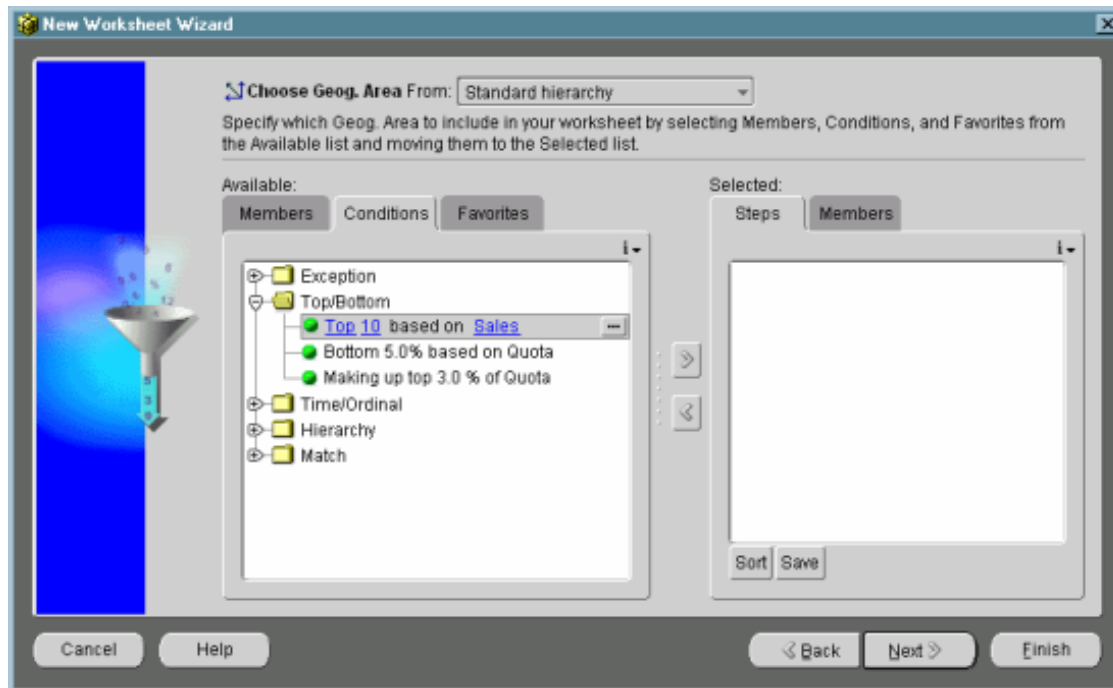 New Worksheet Wizard
Choose Geog. Area From: Standard hierarchy
Specify which Geog. Area to include in your worksheet by selecting Members, Conditions, and Favorites from
the Available list and moving them to the Selected list.
Available:
Members Conditions Favorites
Exception
Top/Bottom
Top 10 based on Sales
Bottom 5.0% based on Quota
Making up top 3.0 % of Quota
Time/Ordinal
Hierarchy
Match
Selected:
Steps Members
Sort Save
Cancel Help Back Next Finish